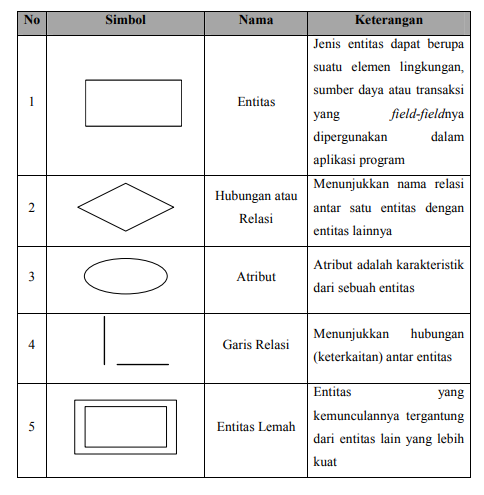 No Simbol Nama Keterangan
1 Entitas
Jenis entitas dapat berupa
suatu elemen lingkungan,
sumber daya atau transaksi
yang field-fieldnya
dipergunakan dalam
aplikasi program
2
Hubungan atau
Relasi
Menunjukkan nama relasi
antar satu entitas dengan
entitas lainnya
3 Atribut
Atribut adalah karakteristik
dari sebuah entitas
4 Garis Relasi
Menunjukkan hubungan
(keterkaitan) antar entitas
5 Entitas Lemah
Entitas yang
kemunculannya tergantung
dari entitas lain yang lebih
kuat